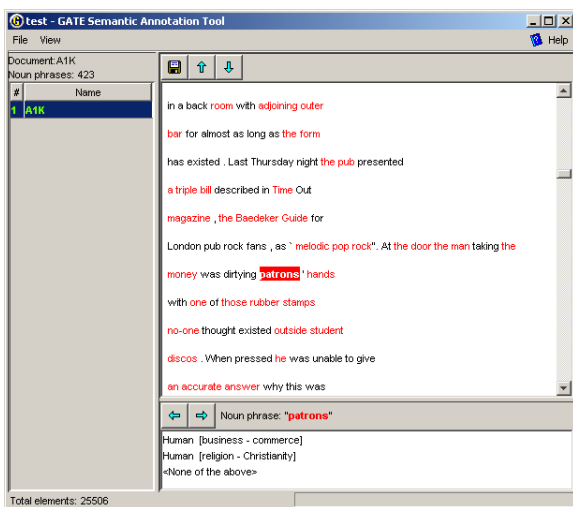 test - GATE Semantic Annotation Tool
File View Help
Document:A1K
Noun phrases: 423
# Name
1 A1K
in a back room with adjoining outer
bar for almost as long as the form
has existed . Last Thursday night the pub presented
a triple bill described in Time Out
magazine , the Baedeker Guide for
London pub rock fans , as ` melodic pop rock". At the door the man taking the
money was dirtying patrons ' hands
with one of those rubber stamps
no-one thought existed outside student
discos . When pressed he was unable to give
an accurate answer why this was
Noun phrase: "patrons"
Human [business - commerce]
Human [religion - Christianity]
<None of the above>
Total elements: 25506